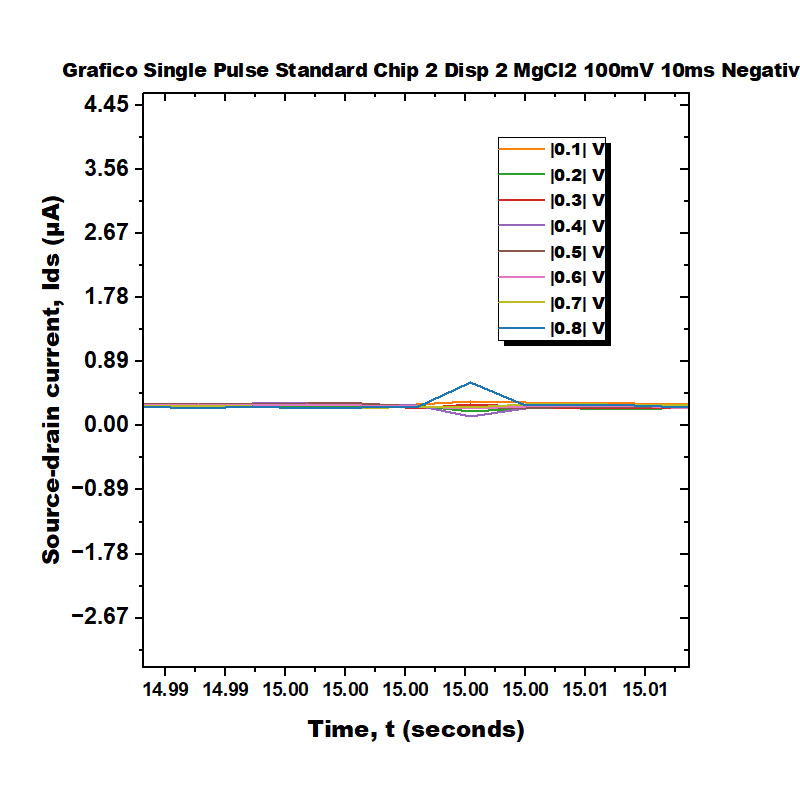 Grafico Single Pulse Standard Chip 2 Disp 2 MgCl2 100mV 10ms Negativ
4.45
3.56
2.67
1.78
0.89
0.00
−0.89
−1.78
−2.67
Source-drain current, Ids (µA)
|0.1| V
|0.2| V
|0.3| V
|0.4| V
|0.5| V
|0.6| V
|0.7| V
|0.8| V
14.99 14.99 15.00 15.00 15.00 15.00 15.00 15.01 15.01
Time, t (seconds)